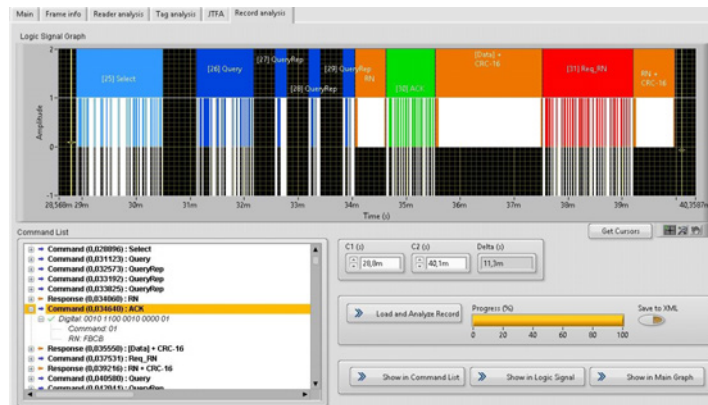 Main Frame info Reader analysis Tag analysis JTFA Record analysis
Logic Signal Graph
2-
[25] Select
[26] Query
[27] QueryRep
[28] QueryRep
[29] QueryRep
RN
[30] ACK
[Data] +
CRC-16
[31] Req_RN
RN +
CRC-16
Amplitude
1-
0-
-1-
28,568m 29m 30m 31m 32m 33m 34m 35m 36m 37m 38m 39m 40,3587m
Time (s)
Command List
Get Cursors
Command (0,028896) : Select
Command (0,031123) : Query
Command (0,032573) : QueryRep
Command (0,033192) : QueryRep
Command (0,033825) : QueryRep
Response (0,034060) : RN
Command (0,034640) : ACK
Digital: 0010 1100 0010 0000 01
Command: 01
RN: FBCB
Response (0,035550) : [Data] + CRC-16
Command (0,037531) : Req_RN
Response (0,039216) : RN + CRC-16
Command (0,040580) : Query
C1 (s) C2 (s) Delta (s)
28,8m 40,1m 11,3m
Load and Analyze Record
Progress (%)
0 20 40 60 80 100
Save to XML
Show in Command List Show in Logic Signal Show in Main Graph